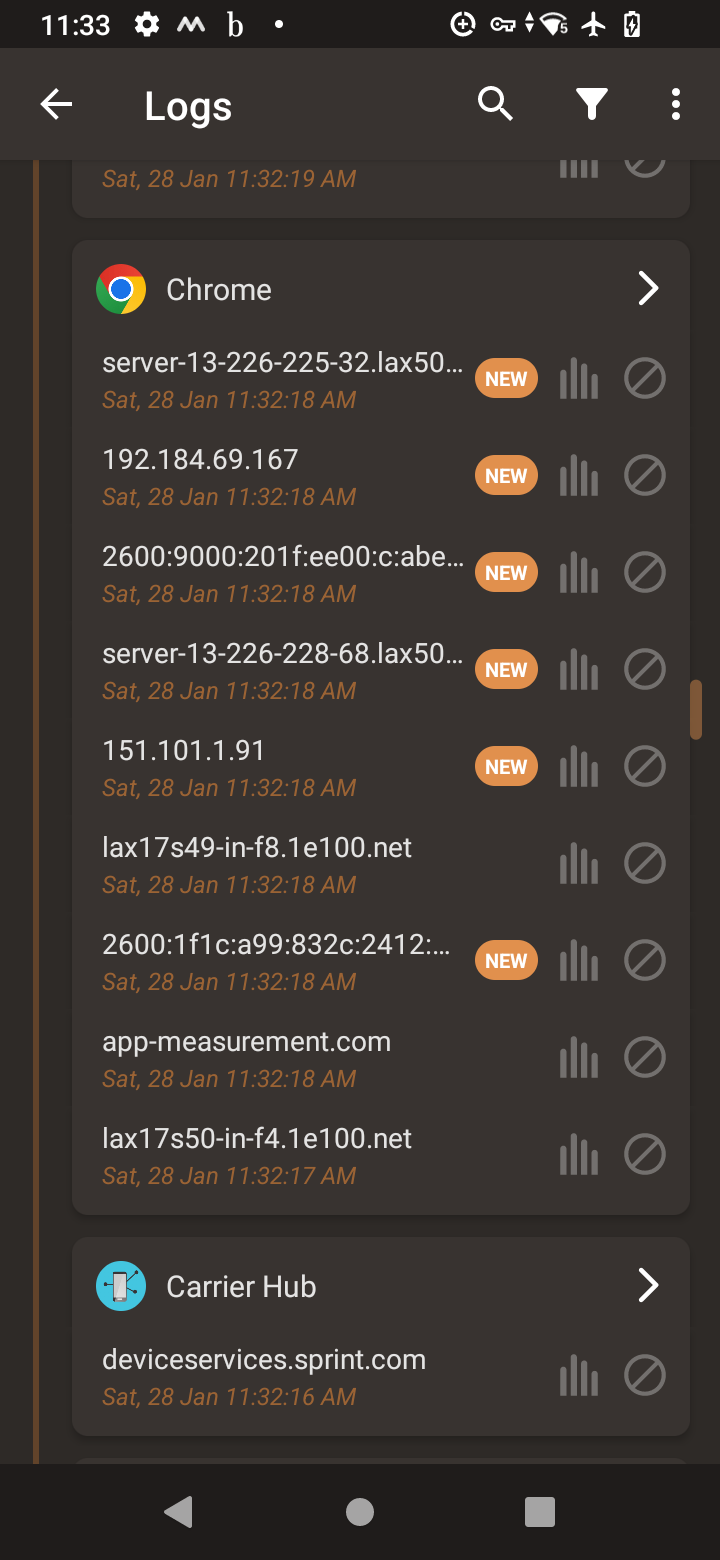 11:33
b
5
Logs
Sat, 28 Jan 11:32:19 AM
Chrome
server-13-226-225-32.lax50...
NEW
Sat, 28 Jan 11:32:18 AM
192.184.69.167
NEW
Sat, 28 Jan 11:32:18 AM
2600:9000:201f:ee00:c:abe...
NEW
Sat, 28 Jan 11:32:18 AM
server-13-226-228-68.lax50...
NEW
Sat, 28 Jan 11:32:18 AM
151.101.1.91
NEW
Sat, 28 Jan 11:32:18 AM
lax17s49-in-f8.1e100.net
Sat, 28 Jan 11:32:18 AM
2600:1f1c:a99:832c:2412:...
NEW
Sat, 28 Jan 11:32:18 AM
app-measurement.com
Sat, 28 Jan 11:32:18 AM
lax17s50-in-f4.1e100.net
Sat, 28 Jan 11:32:17 AM
Carrier Hub
deviceservices.sprint.com
Sat, 28 Jan 11:32:16 AM